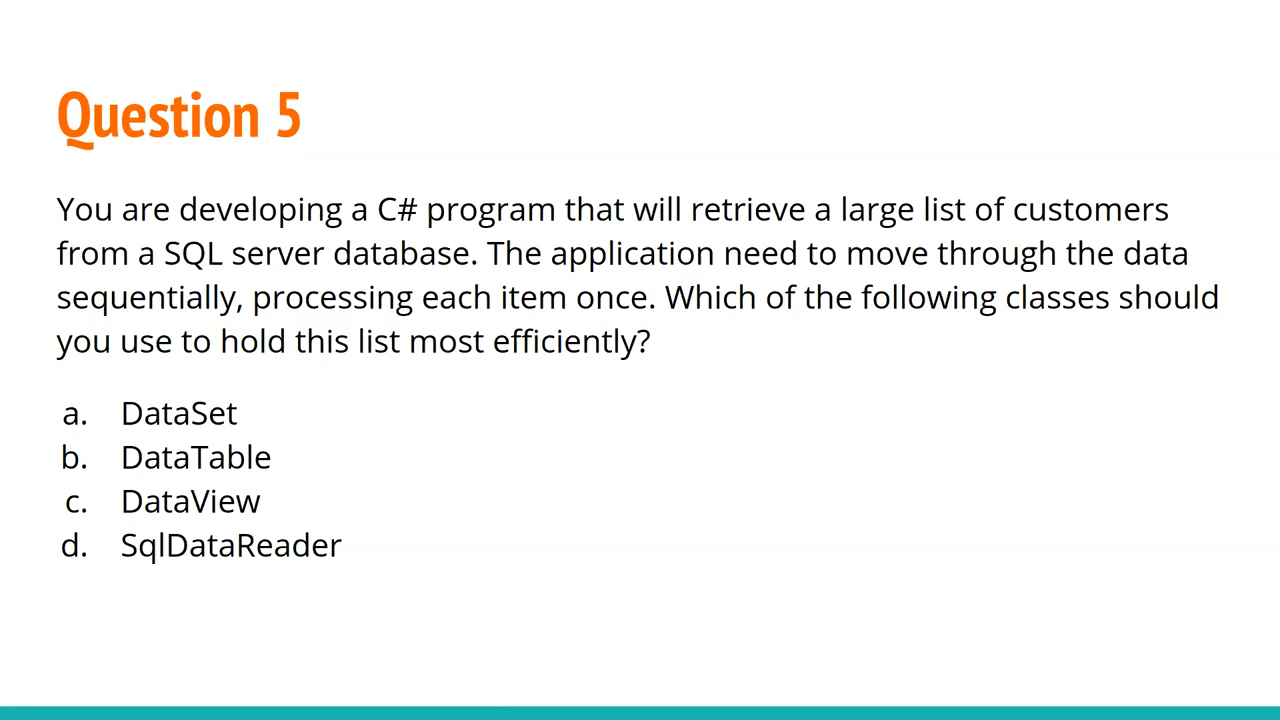 Question 5
You are developing a C# program that will retrieve a large list of customers
from a SQL server database. The application need to move through the data
sequentially, processing each item once. Which of the following classes should
you use to hold this list most efficiently?
a. DataSet
b. DataTable
c. DataView
d. SqlDataReader